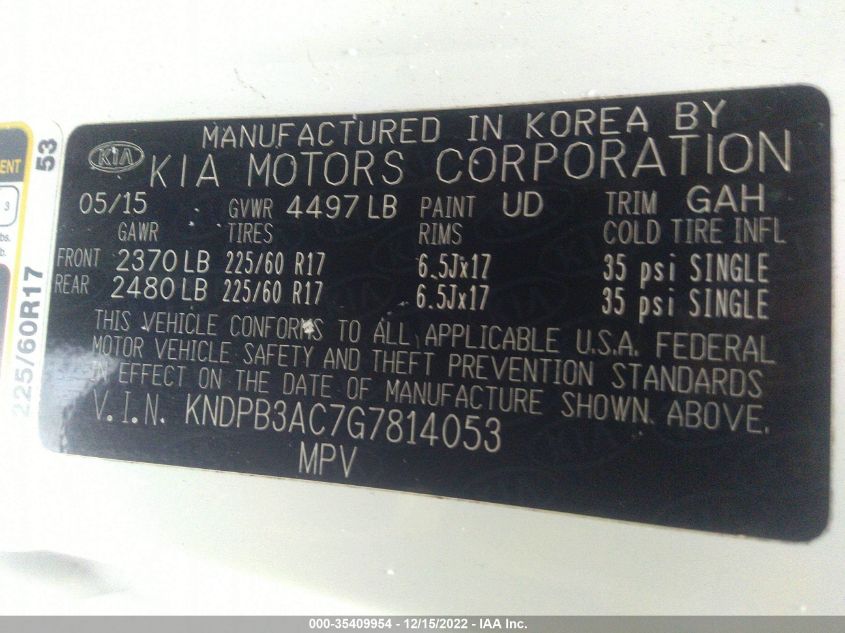 MANUFACTURED IN KOREA BY
KIA KIA MOTORS CORPORATION
05/15 GVWR 4497 LB PAINT UD TRIM GAH
GAWR TIRES RIMS COLD TIRE INFL
FRONT 2370 LB 225/60 R17 6.5Jx17 35 psi SINGLE
REAR 2480 LB 225/60 R17 6.5Jx17 35 psi SINGLE
THIS VEHICLE CONFORMS TO ALL APPLICABLE U.S.A. FEDERAL
MOTOR VEHICLE SAFETY AND THEFT PREVENTION STANDARDS
IN EFFECT ON THE DATE OF MANUFACTURE SHOWN ABOVE.
V.I.N. KNDPB3AC7G7814053
MPV
53
3
225/60R17
000-35409954 - 12/15/2022 - IAA Inc.